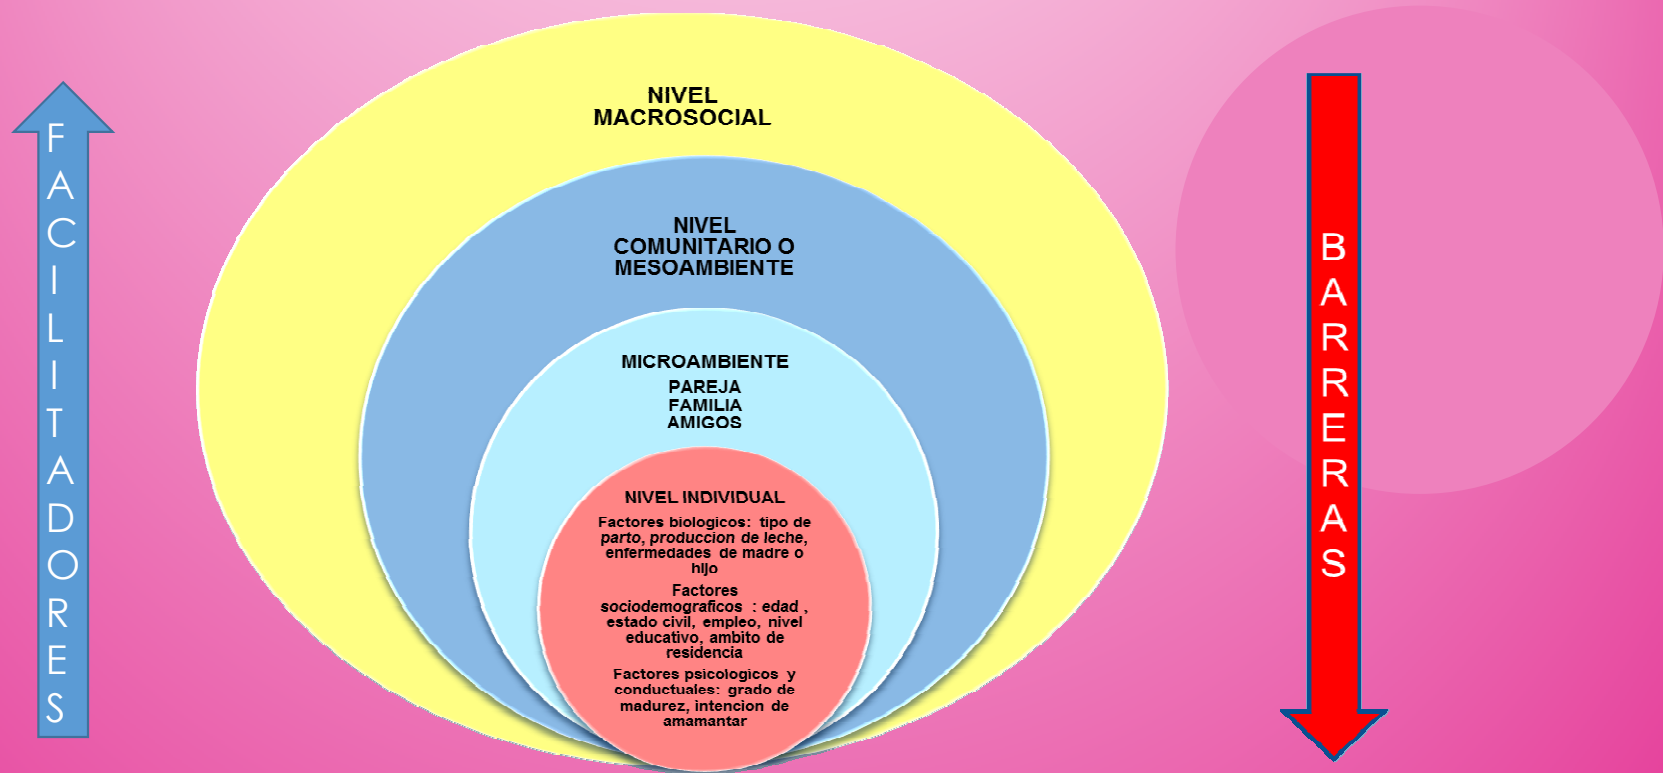 FACILITADORES
NIVEL
MACROSOCIAL
NIVEL
COMUNITARIO O
MESOAMBIENTE
MICROAMBIENTE
PAREJA
FAMILIA
AMIGOS
NIVEL INDIVIDUAL
Factores biologicos: tipo de
parto, produccion de leche,
enfermedades de madre o
hijo
Factores
sociodemograficos : edad ,
estado civil, empleo, nivel
educativo, ambito de
residencia
Factores psicologicos y
conductuales: grado de
madurez, intencion de
amamantar
BARRERAS